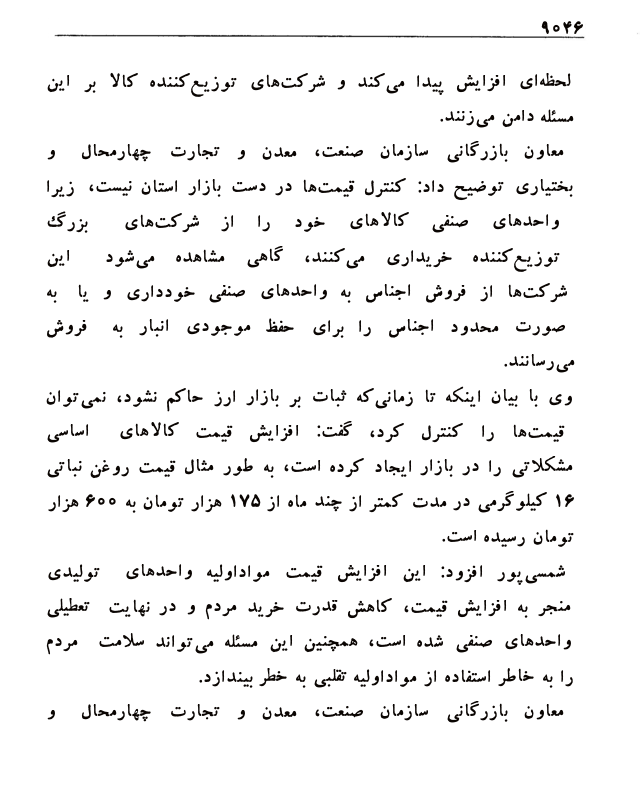 ۹۰۴۶
لحظه‌ای افزایش پیدا می‌کند و شرکت‌های توزیع‌کننده کالا بر این
مسئله دامن می‌زنند.
معاون بازرگانی سازمان صنعت، معدن و تجارت چهارمحال و
بختیاری توضیح داد: کنترل قیمت‌ها در دست بازار استان نیست، زیرا
واحدهای صنفی کالاهای خود را از شرکت‌های بزرگ
توزیع‌کننده خریداری می‌کنند، گاهی مشاهده می‌شود این
شرکت‌ها از فروش اجناس به واحدهای صنفی خودداری و یا به
صورت محدود اجناس را برای حفظ موجودی انبار به فروش
می‌رسانند.
وی با بیان اینکه تا زمانی‌که ثبات بر بازار ارز حاکم نشود، نمی‌توان
قیمت‌ها را کنترل کرد، گفت: افزایش قیمت کالاهای اساسی
مشکلاتی را در بازار ایجاد کرده است، به طور مثال قیمت روغن نباتی
۱۶ کیلوگرمی در مدت کمتر از چند ماه از ۱۷۵ هزار تومان به ۶۰۰ هزار
تومان رسیده است.
شمسی‌پور افزود: این افزایش قیمت مواداولیه واحدهای تولیدی
منجر به افزایش قیمت، کاهش قدرت خرید مردم و در نهایت تعطیلی
واحدهای صنفی شده است، همچنین این مسئله می‌تواند سلامت مردم
را به خاطر استفاده از مواداولیه تقلبی به خطر بیندازد.
معاون بازرگانی سازمان صنعت، معدن و تجارت چهارمحال و